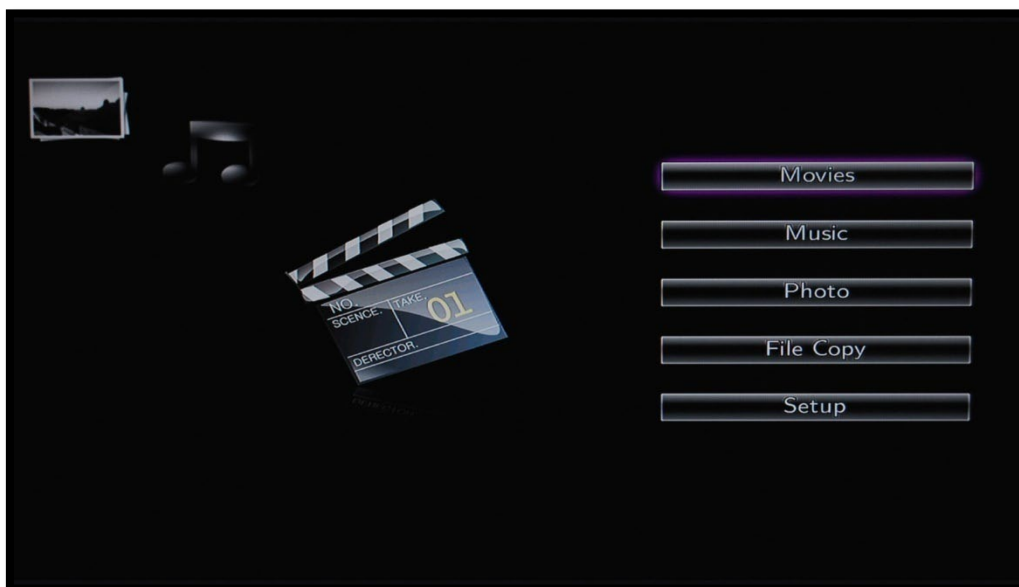 Movies
Music
Photo
File Copy
Setup
NO.
SCENCE. TAKE. 01
DERECTOR.